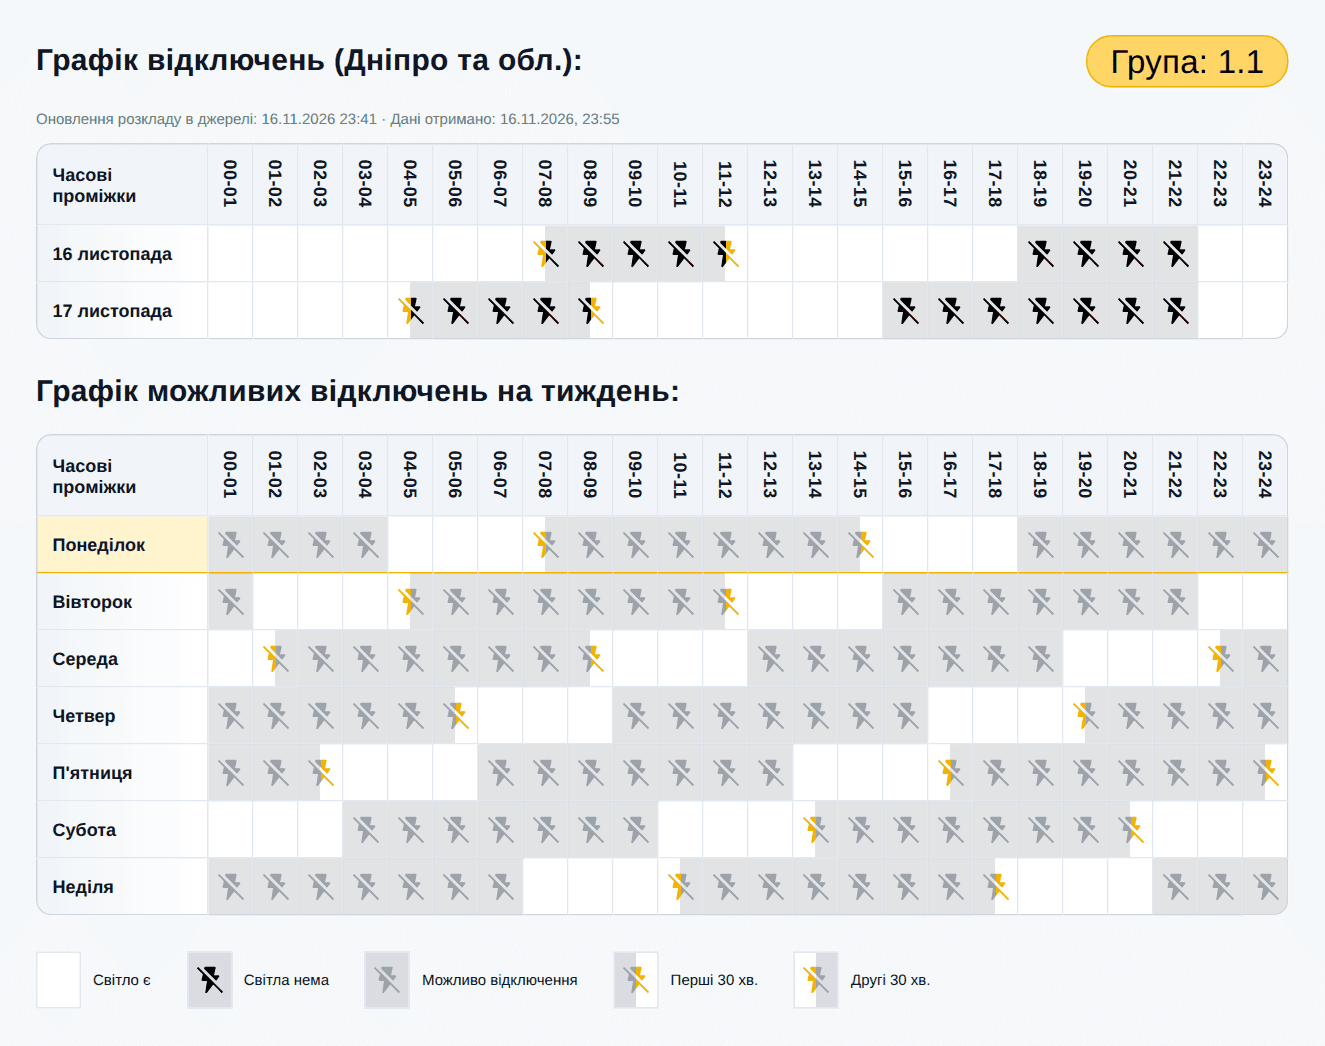 Графік відключень (Дніпро та обл.):
Група: 1.1
Оновлення розкладу в джерелі: 16.11.2026 23:41 · Дані отримано: 16.11.2026, 23:55
Часові проміжки 00-01 01-02 02-03 03-04 04-05 05-06 06-07 07-08 08-09 09-10 10-11 11-12 12-13 13-14 14-15 15-16 16-17 17-18 18-19 19-20 20-21 21-22 22-23 23-24
16 листопада
17 листопада
Графік можливих відключень на тиждень:
Часові проміжки 00-01 01-02 02-03 03-04 04-05 05-06 06-07 07-08 08-09 09-10 10-11 11-12 12-13 13-14 14-15 15-16 16-17 17-18 18-19 19-20 20-21 21-22 22-23 23-24
Понеділок
Вівторок
Середа
Четвер
П'ятниця
Субота
Неділя
Світло є Світла нема Можливо відключення Перші 30 хв. Другі 30 хв.